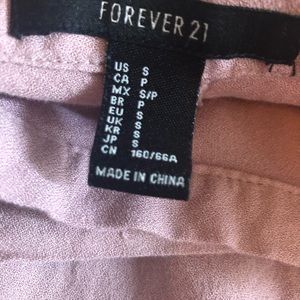 FOREVER 21
US S
CA P
MX S/P
BR P
EU S
UK S
KR S
JP S
CN 160/66A
MADE IN CHINA